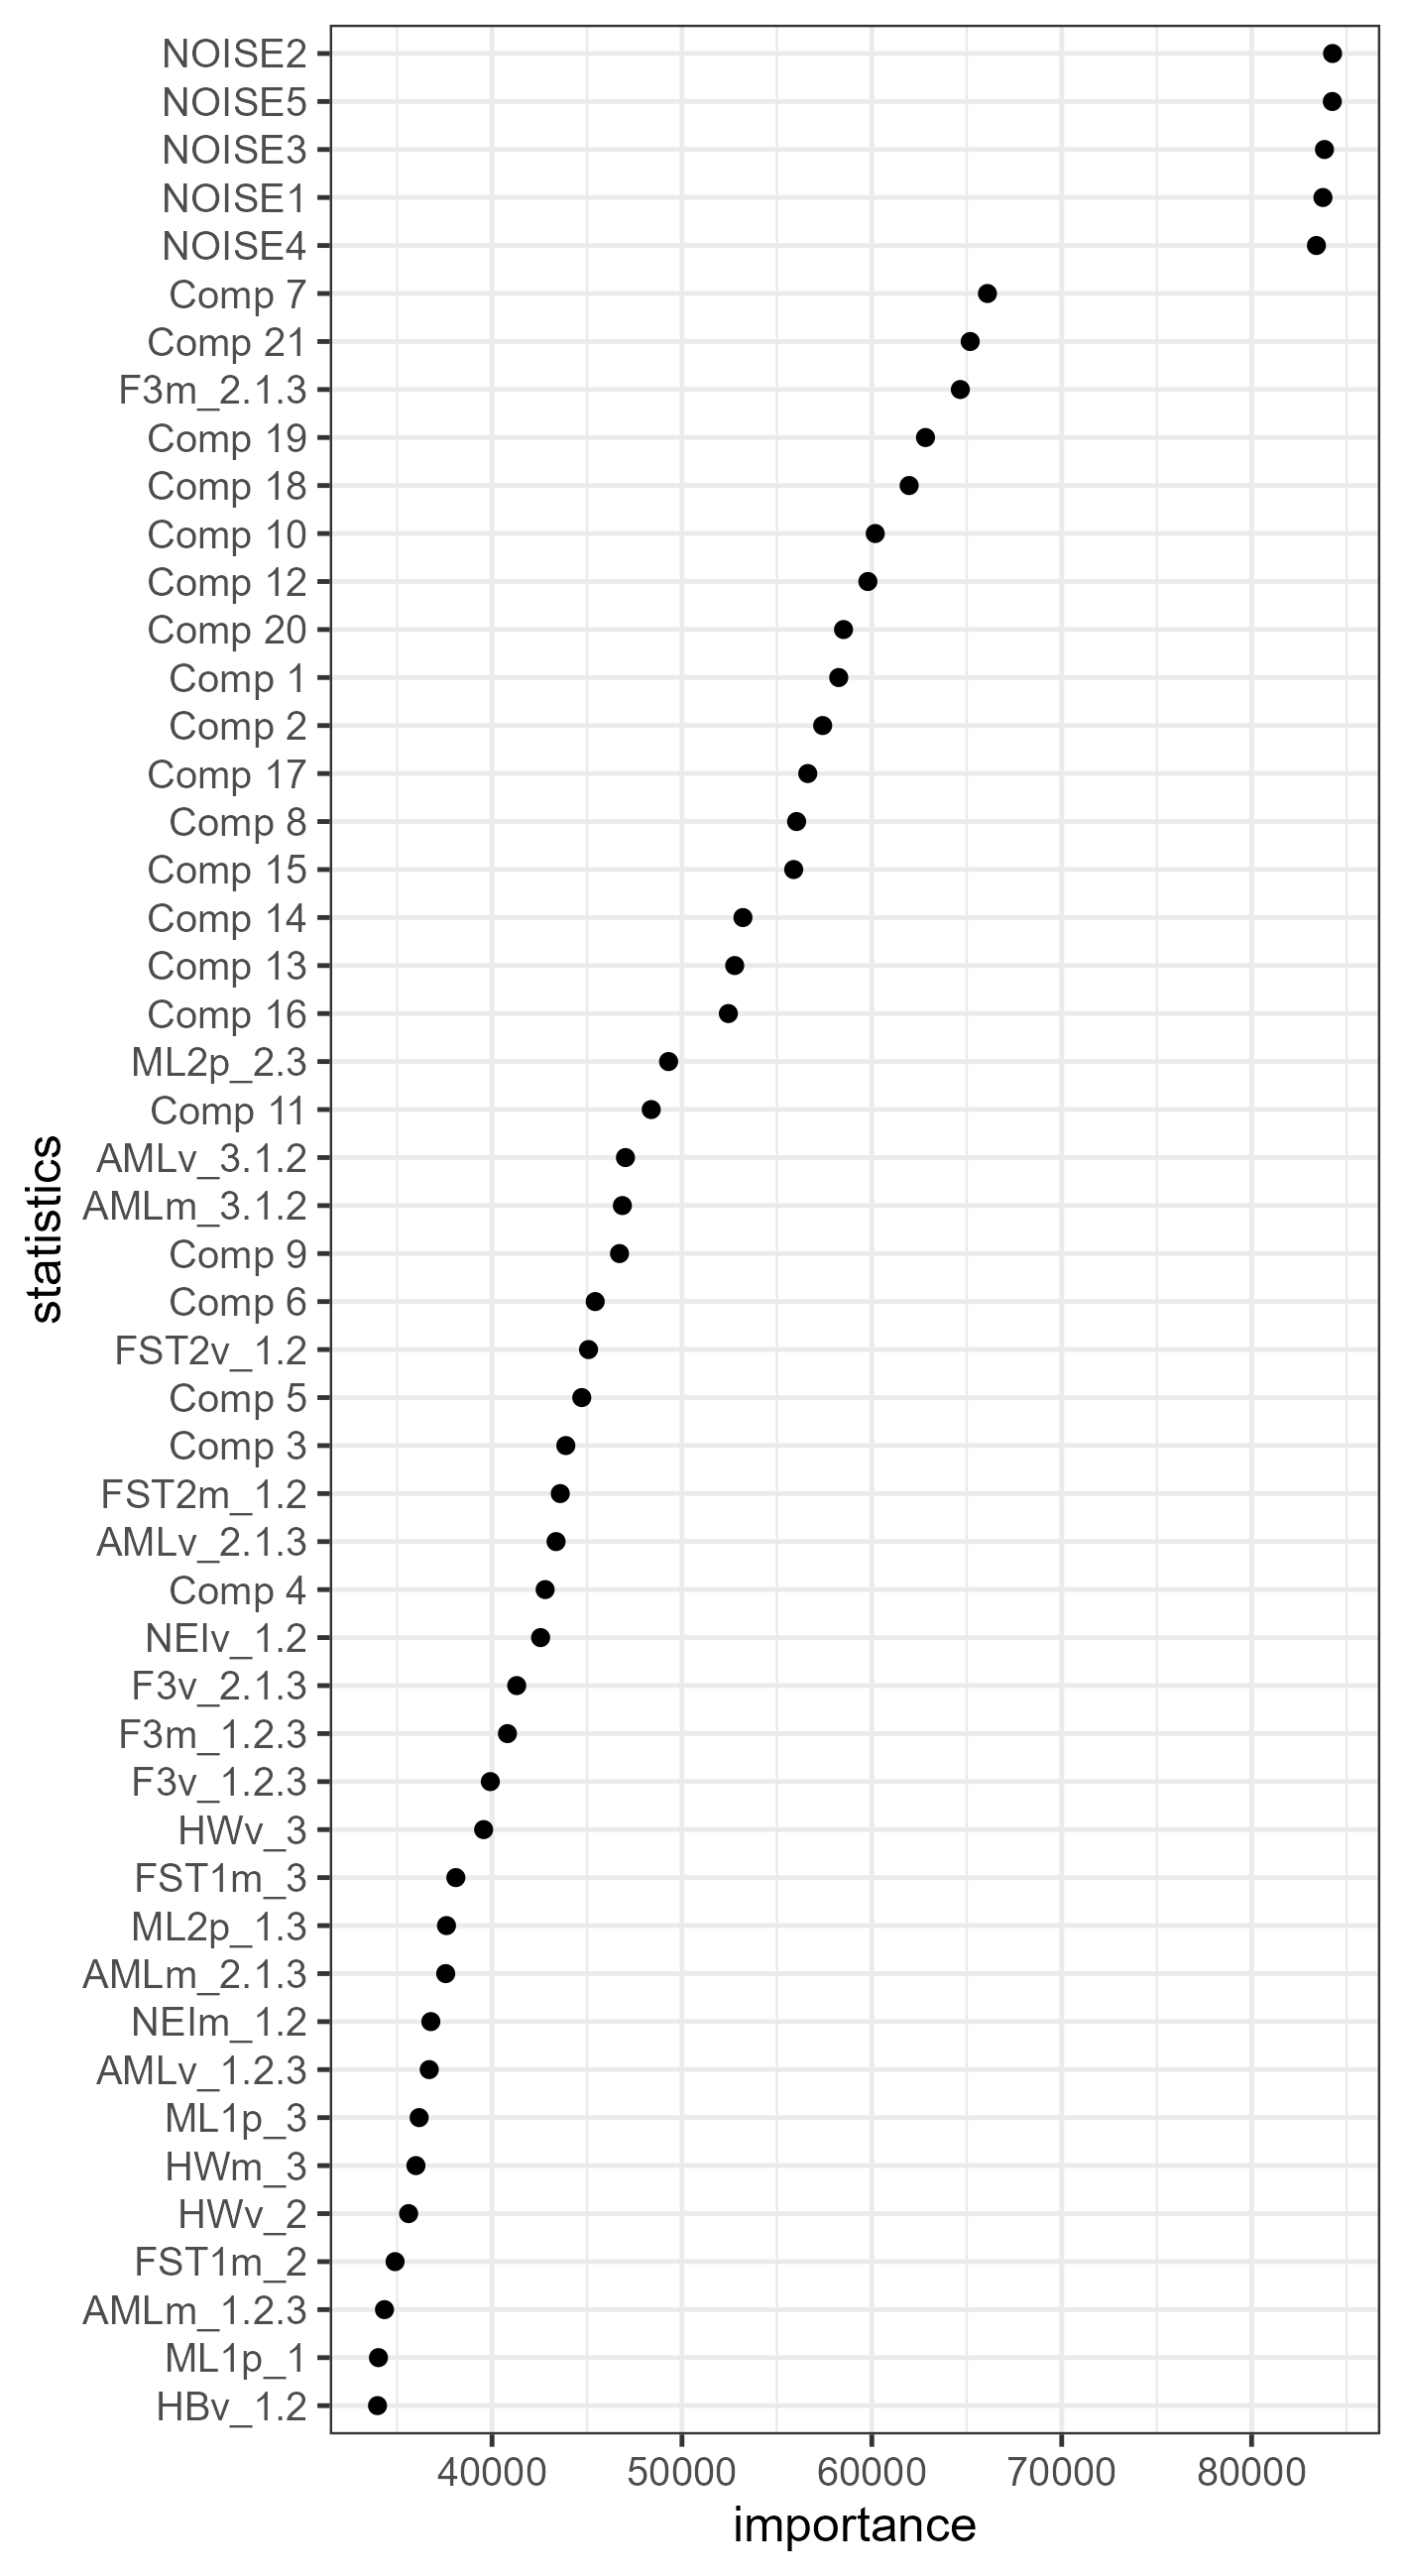 NOISE2
NOISE5
NOISE3
NOISE1
NOISE4
Comp 7
Comp 21
F3m_2.1.3
Comp 19
Comp 18
Comp 10
Comp 12
Comp 20
Comp 1
Comp 2
Comp 17
Comp 8
Comp 15
Comp 14
Comp 13
Comp 16
ML2p_2.3
Comp 11
AMLv_3.1.2
AMLm_3.1.2
Comp 9
Comp 6
FST2v_1.2
Comp 5
Comp 3
FST2m_1.2
AMLv_2.1.3
Comp 4
NEIv_1.2
F3v_2.1.3
F3m_1.2.3
F3v_1.2.3
HWv_3
FST1m_3
ML2p_1.3
AMLm_2.1.3
NEIm_1.2
AMLv_1.2.3
ML1p_3
HWm_3
HWv_2
FST1m_2
AMLm_1.2.3
ML1p_1
HBv_1.2
statistics
40000 50000 60000 70000 80000
importance